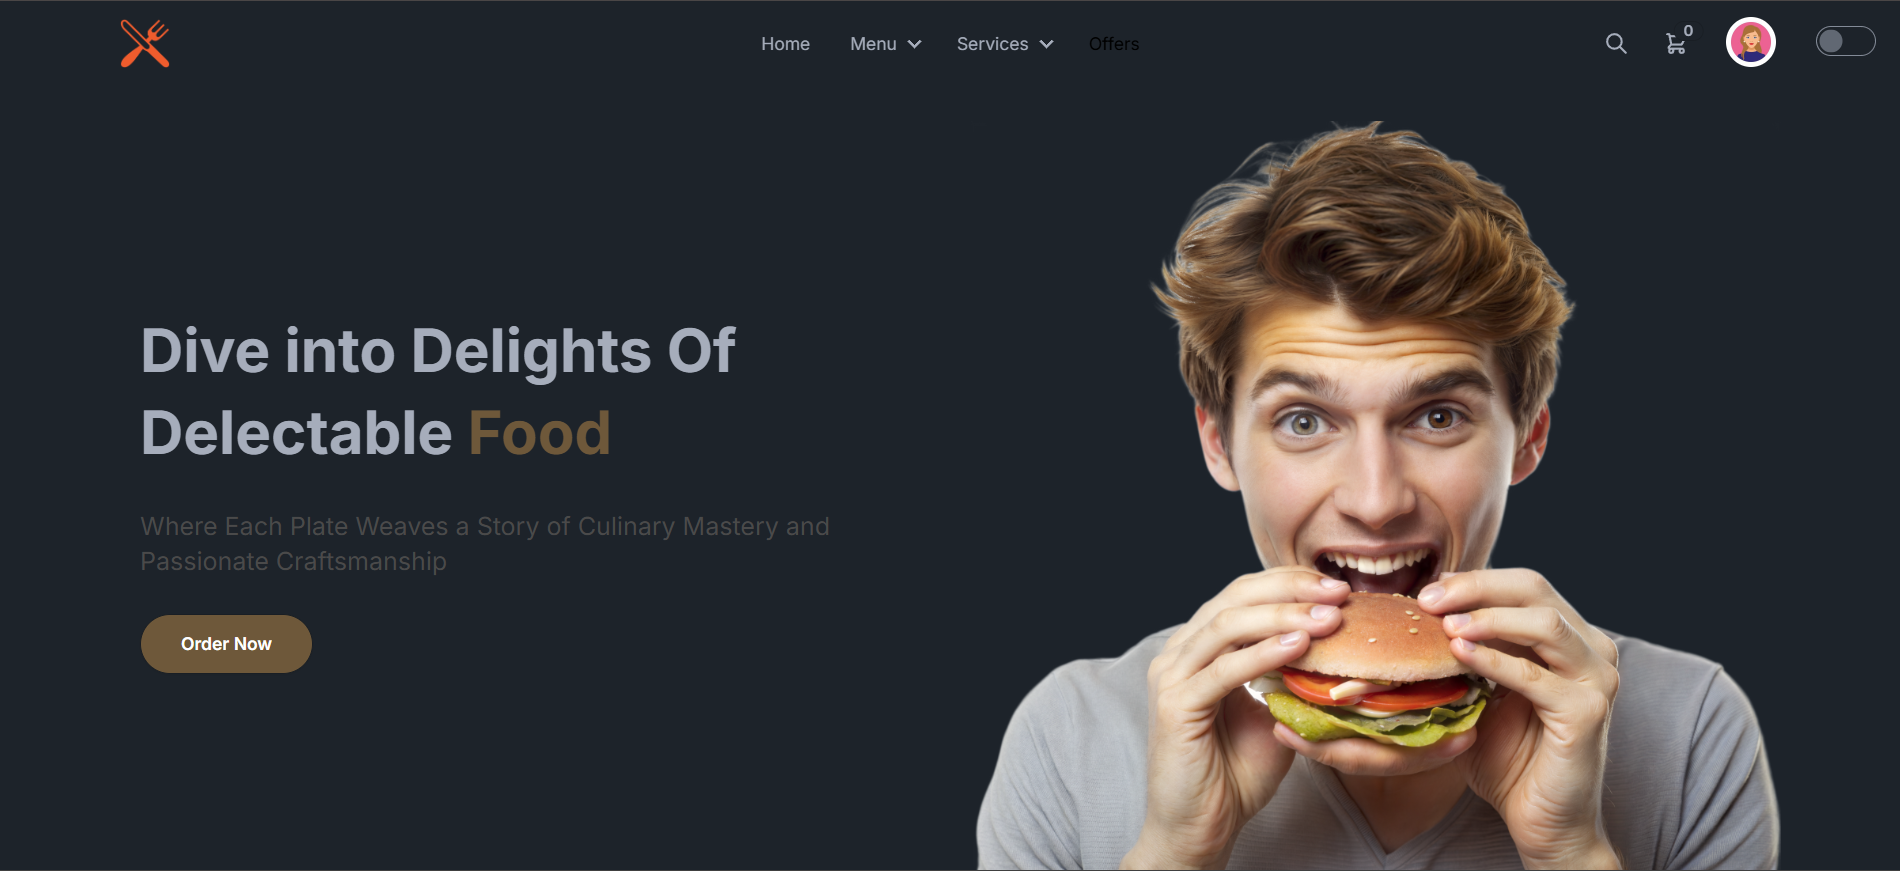 Home Menu Services Offers 0
Dive into Delights Of
Delectable Food
Where Each Plate Weaves a Story of Culinary Mastery and
Passionate Craftsmanship
Order Now